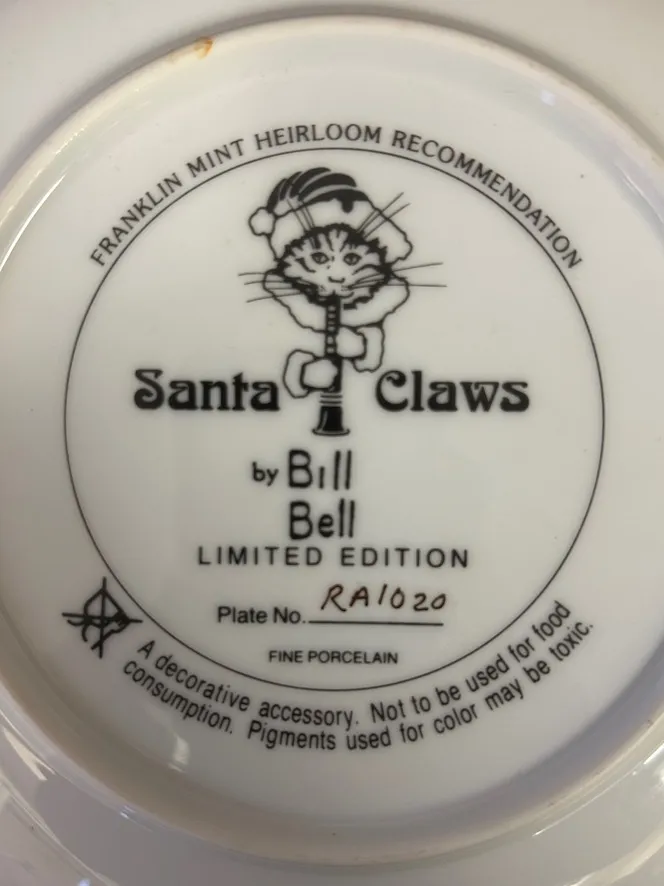 FRANKLIN MINT HEIRLOOM RECOMMENDATION
Santa Claws
by Bill
Bell
LIMITED EDITION
Plate No. RA1020
FINE PORCELAIN
A decorative accessory. Not to be used for food
consumption. Pigments used for color may be toxic.